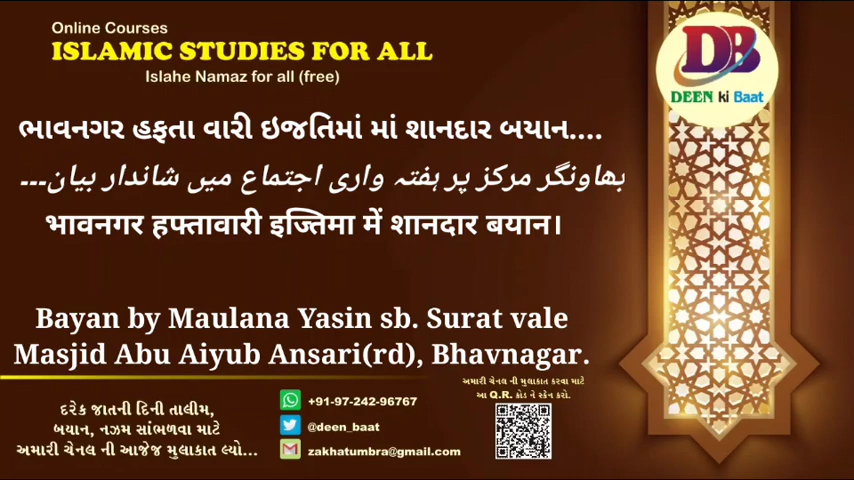 Online Courses
ISLAMIC STUDIES FOR ALL
Islahe Namaz for all (free)
DB
DEEN ki Baat
ભાવનગર હફતા વારી ઇજતિમાં માં શાનદાર બયાન....
بھاونگر مرکز پر ہفتہ واری اجتماع میں شاندار بیان---
भावनगर हफ्तावारी इज्तिमा में शानदार बयान।
Bayan by Maulana Yasin sb. Surat vale
Masjid Abu Aiyub Ansari(rd), Bhavnagar.
દરેક જાતની દિની તાલીમ,
બયાન, નઝમ સાંભળવા માટે
અમારી ચેનલ ની આજેજ મુલાકાત લ્યો...
+91-97-242-96767
@deen_baat
zakhatumbra@gmail.com
અમારી ચેનલ ની મુલાકાત કરવા માટે
આ Q.R. કોડ ને સ્કેન કરો.